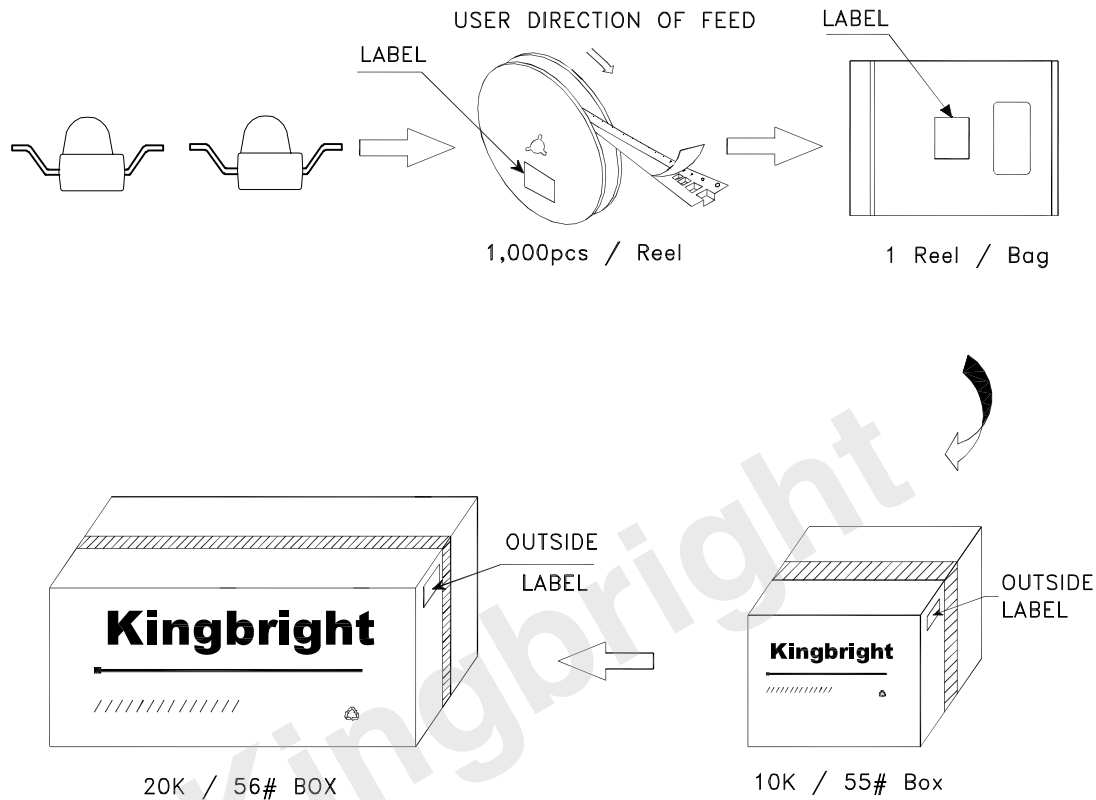 USER DIRECTION OF FEED
LABEL
LABEL
1,000pcs / Reel
1 Reel / Bag
OUTSIDE
LABEL
OUTSIDE
LABEL
Kingbright
Kingbright
20K / 56# BOX
10K / 55# Box
Kingbright